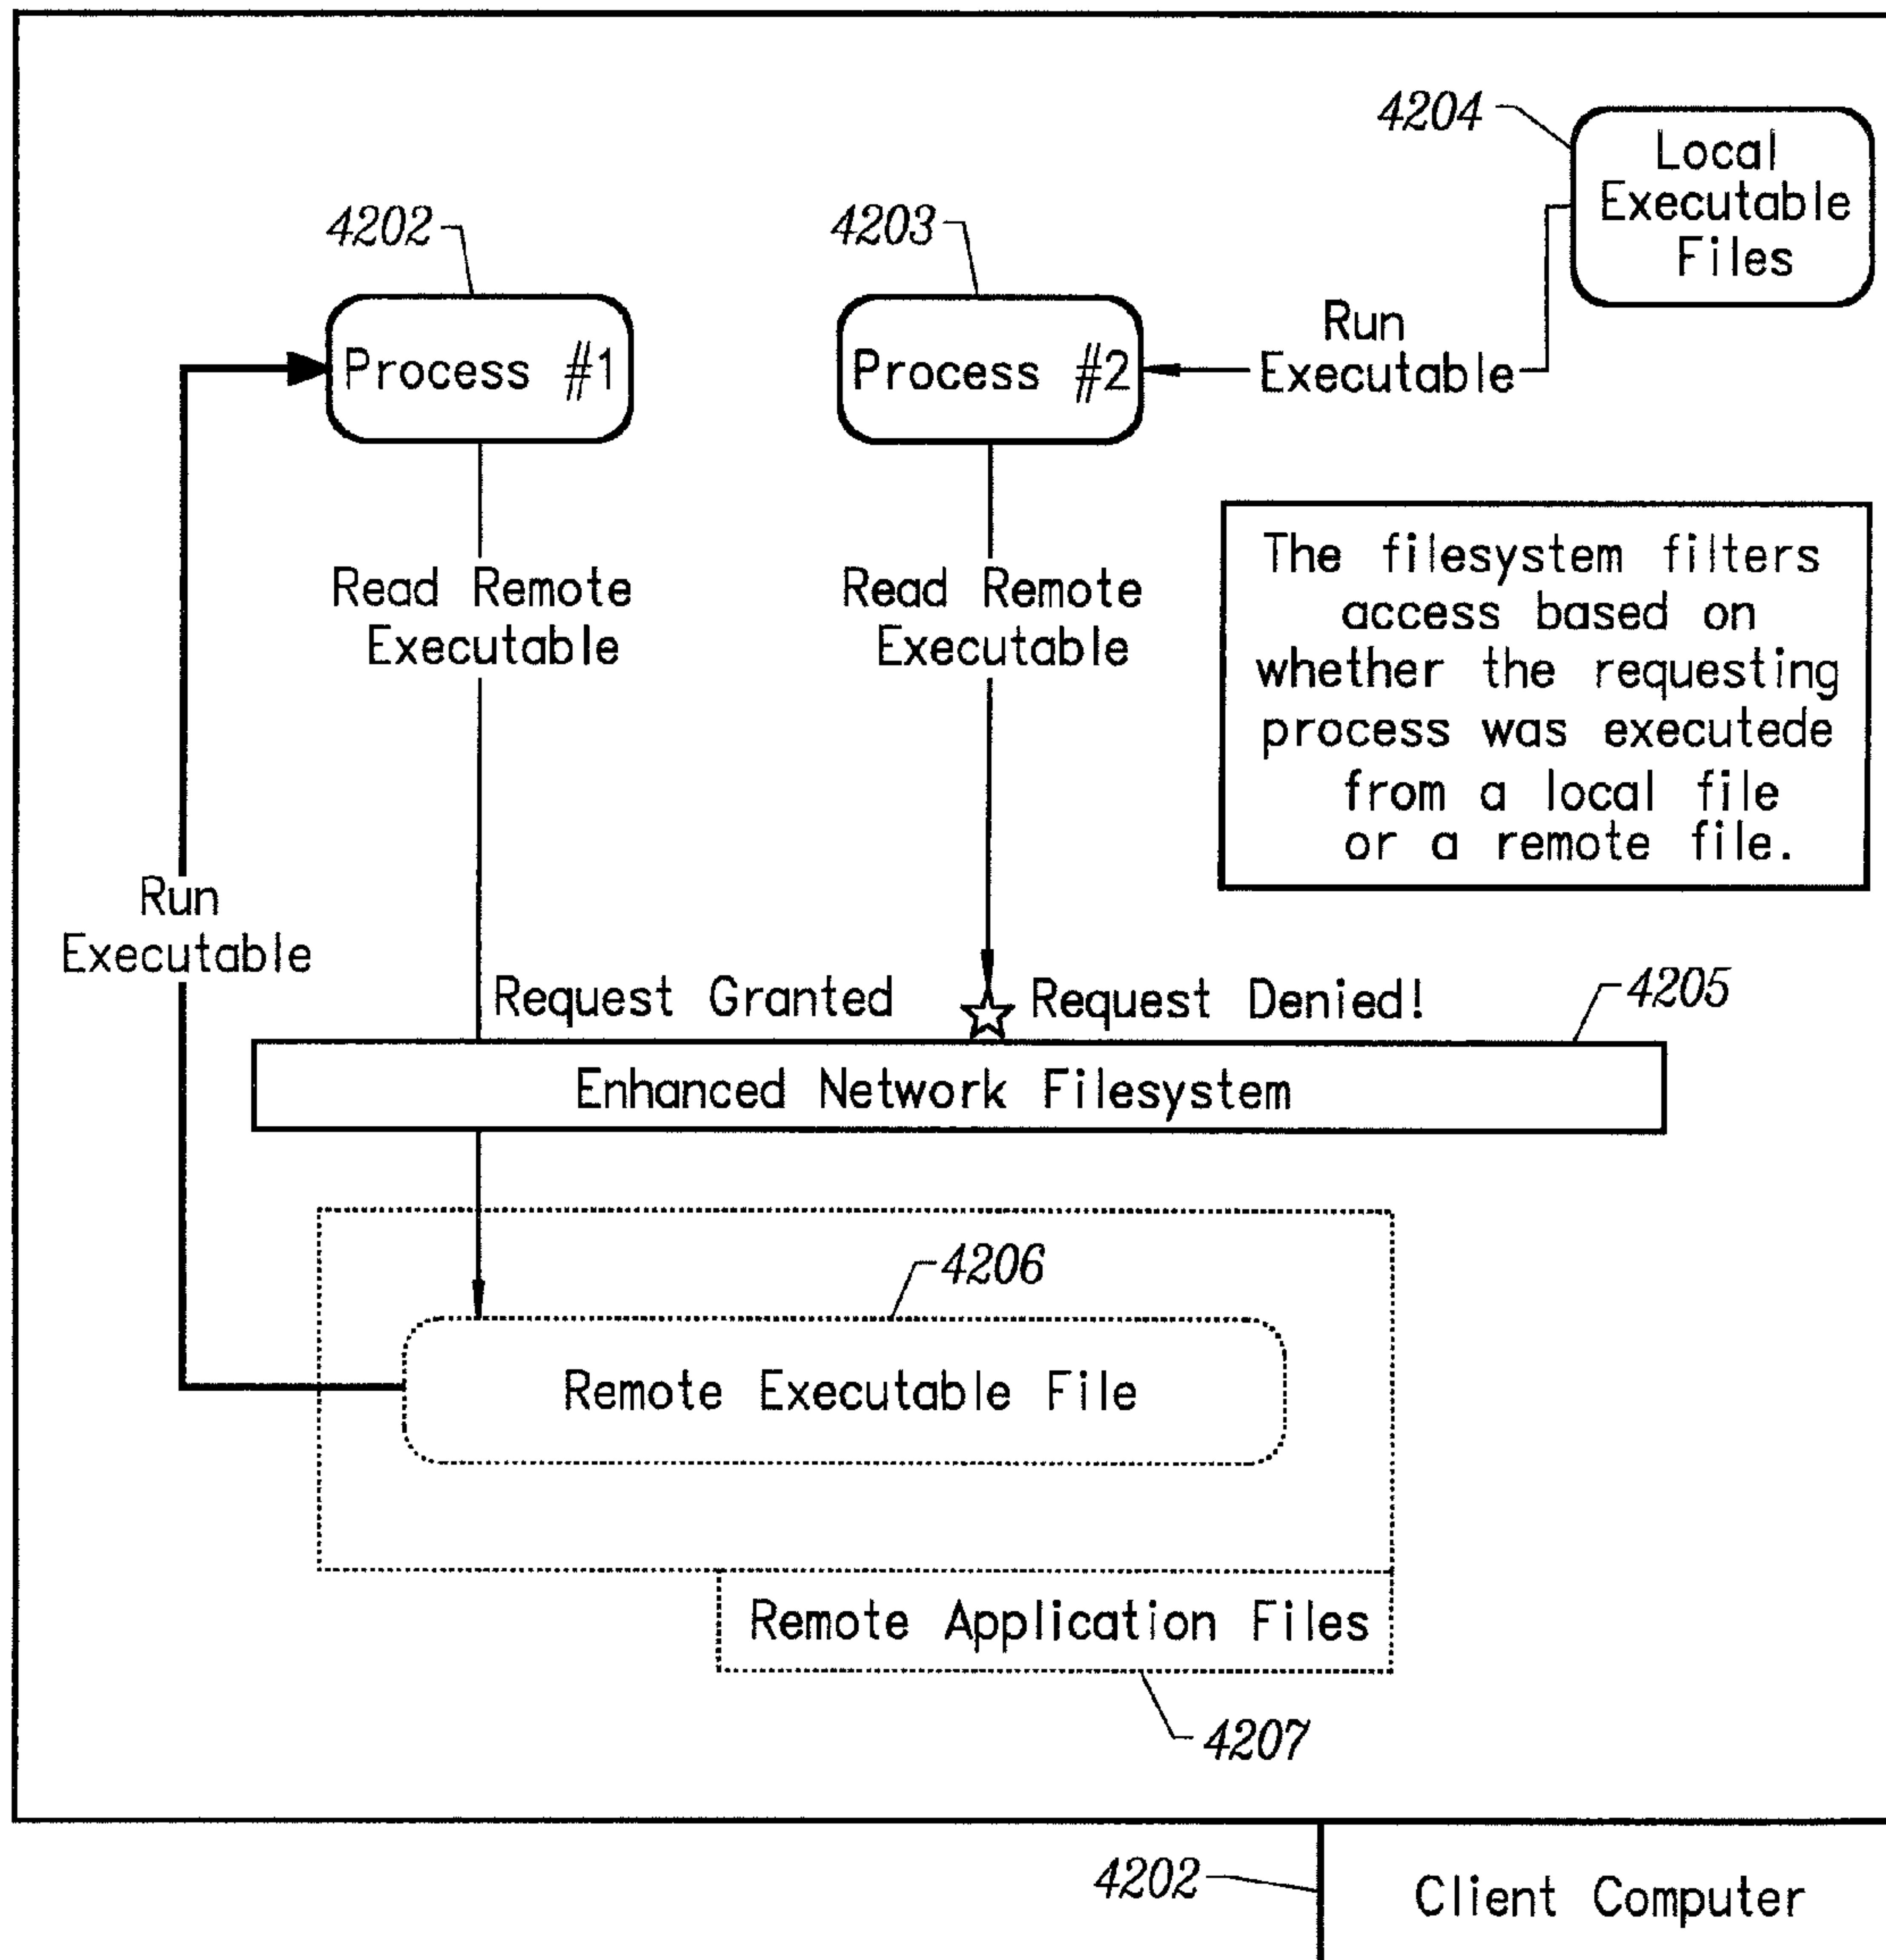 4204
Local
Executable
Files
4202
4203
Process #1
Process #2
Run
Executable
Read Remote
Executable
Read Remote
Executable
The filesystem filters
access based on
whether the requesting
process was executede
from a local file
or a remote file.
Run
Executable
Request Granted
Request Denied!
4205
Enhanced Network Filesystem
4206
Remote Executable File
Remote Application Files
4207
4202
Client Computer